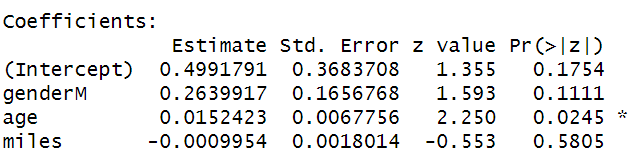 Coefficients:
Estimate Std. Error z value Pr(>|z|)
(Intercept) 0.4991791 0.3683708 1.355 0.1754
genderM 0.2639917 0.1656768 1.593 0.1111
age 0.0152423 0.0067756 2.250 0.0245 *
miles -0.0009954 0.0018014 -0.553 0.5805